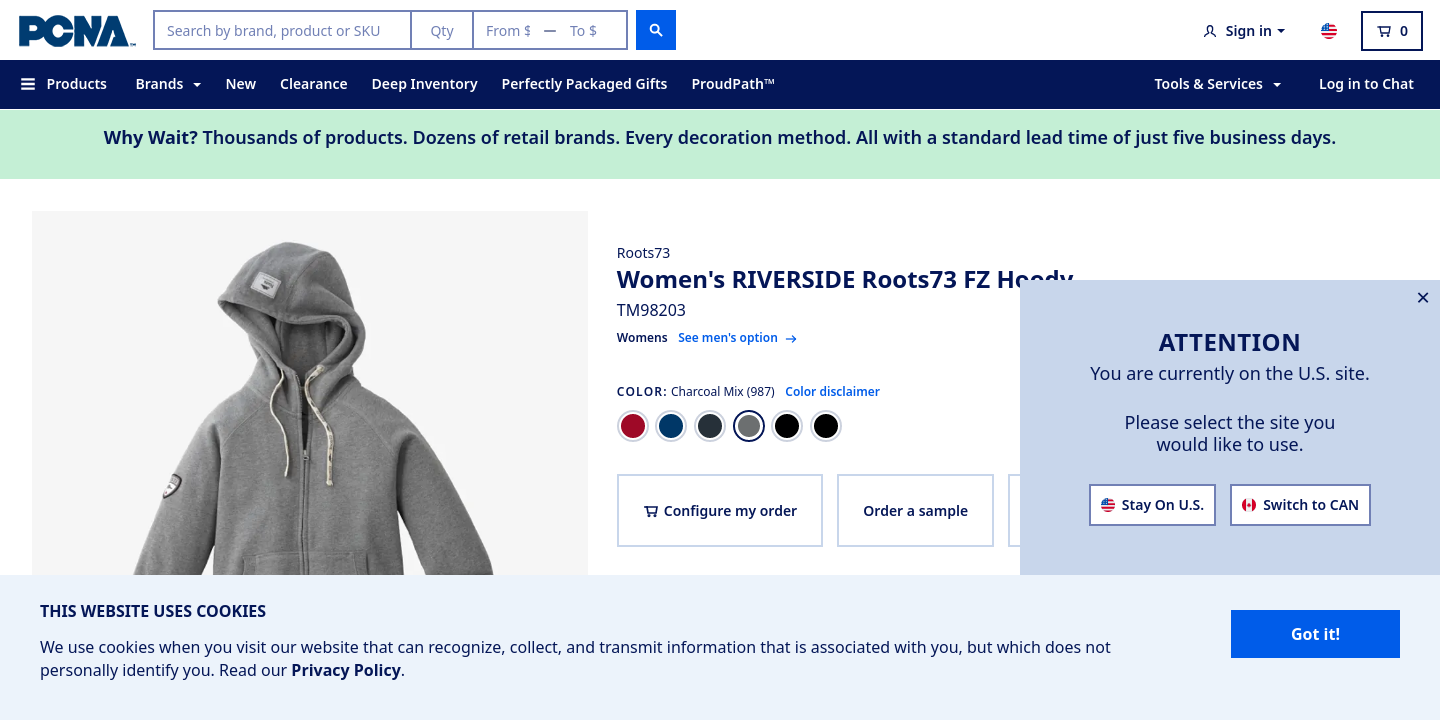 PCNA
Search by brand, product or SKU
Qty
From $ — To $
Sign in
0
Products
Brands
New
Clearance
Deep Inventory
Perfectly Packaged Gifts
ProudPath™
Tools & Services
Log in to Chat
Why Wait? Thousands of products. Dozens of retail brands. Every decoration method. All with a standard lead time of just five business days.
Roots73
Women's RIVERSIDE Roots73 FZ Hoody
TM98203
Womens See men's option →
COLOR: Charcoal Mix (987) Color disclaimer
Configure my order
Order a sample
ATTENTION
You are currently on the U.S. site.
Please select the site you
would like to use.
Stay On U.S.
Switch to CAN
THIS WEBSITE USES COOKIES
We use cookies when you visit our website that can recognize, collect, and transmit information that is associated with you, but which does not
personally identify you. Read our Privacy Policy.
Got it!